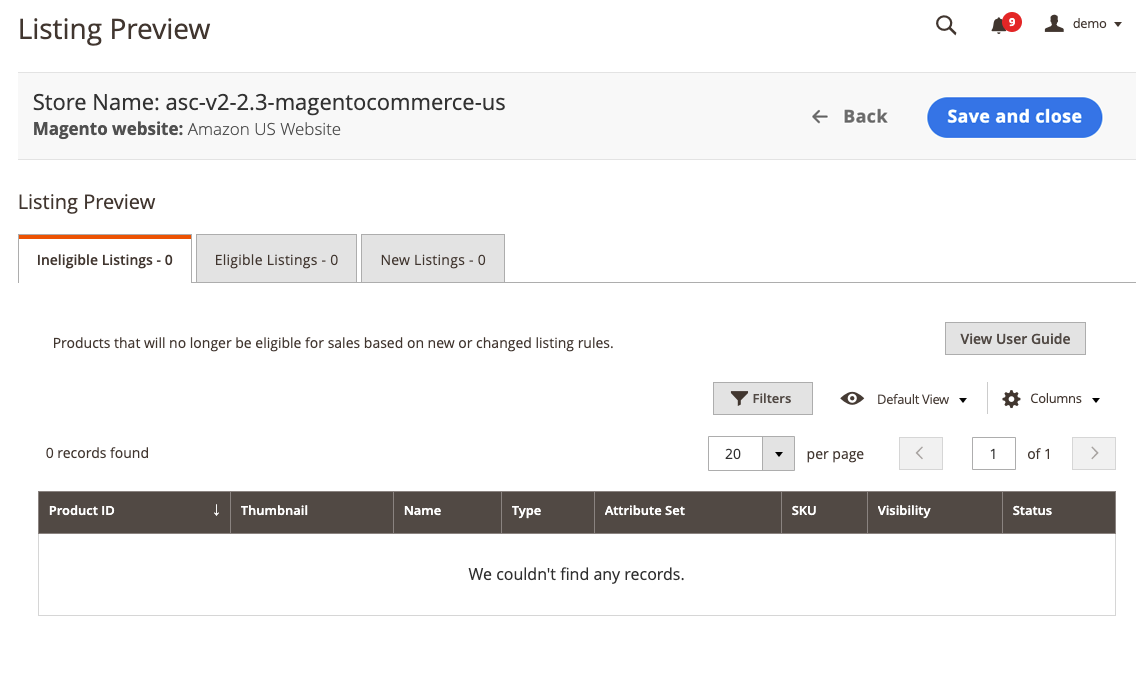 Listing Preview
9
demo
Store Name: asc-v2-2.3-magentocommerce-us
Magento website: Amazon US Website
Back
Save and close
Listing Preview
Ineligible Listings - 0
Eligible Listings - 0
New Listings - 0
Products that will no longer be eligible for sales based on new or changed listing rules.
View User Guide
Filters
Default View
Columns
0 records found
20
per page
1
of 1
Product ID
Thumbnail
Name
Type
Attribute Set
SKU
Visibility
Status
We couldn't find any records.